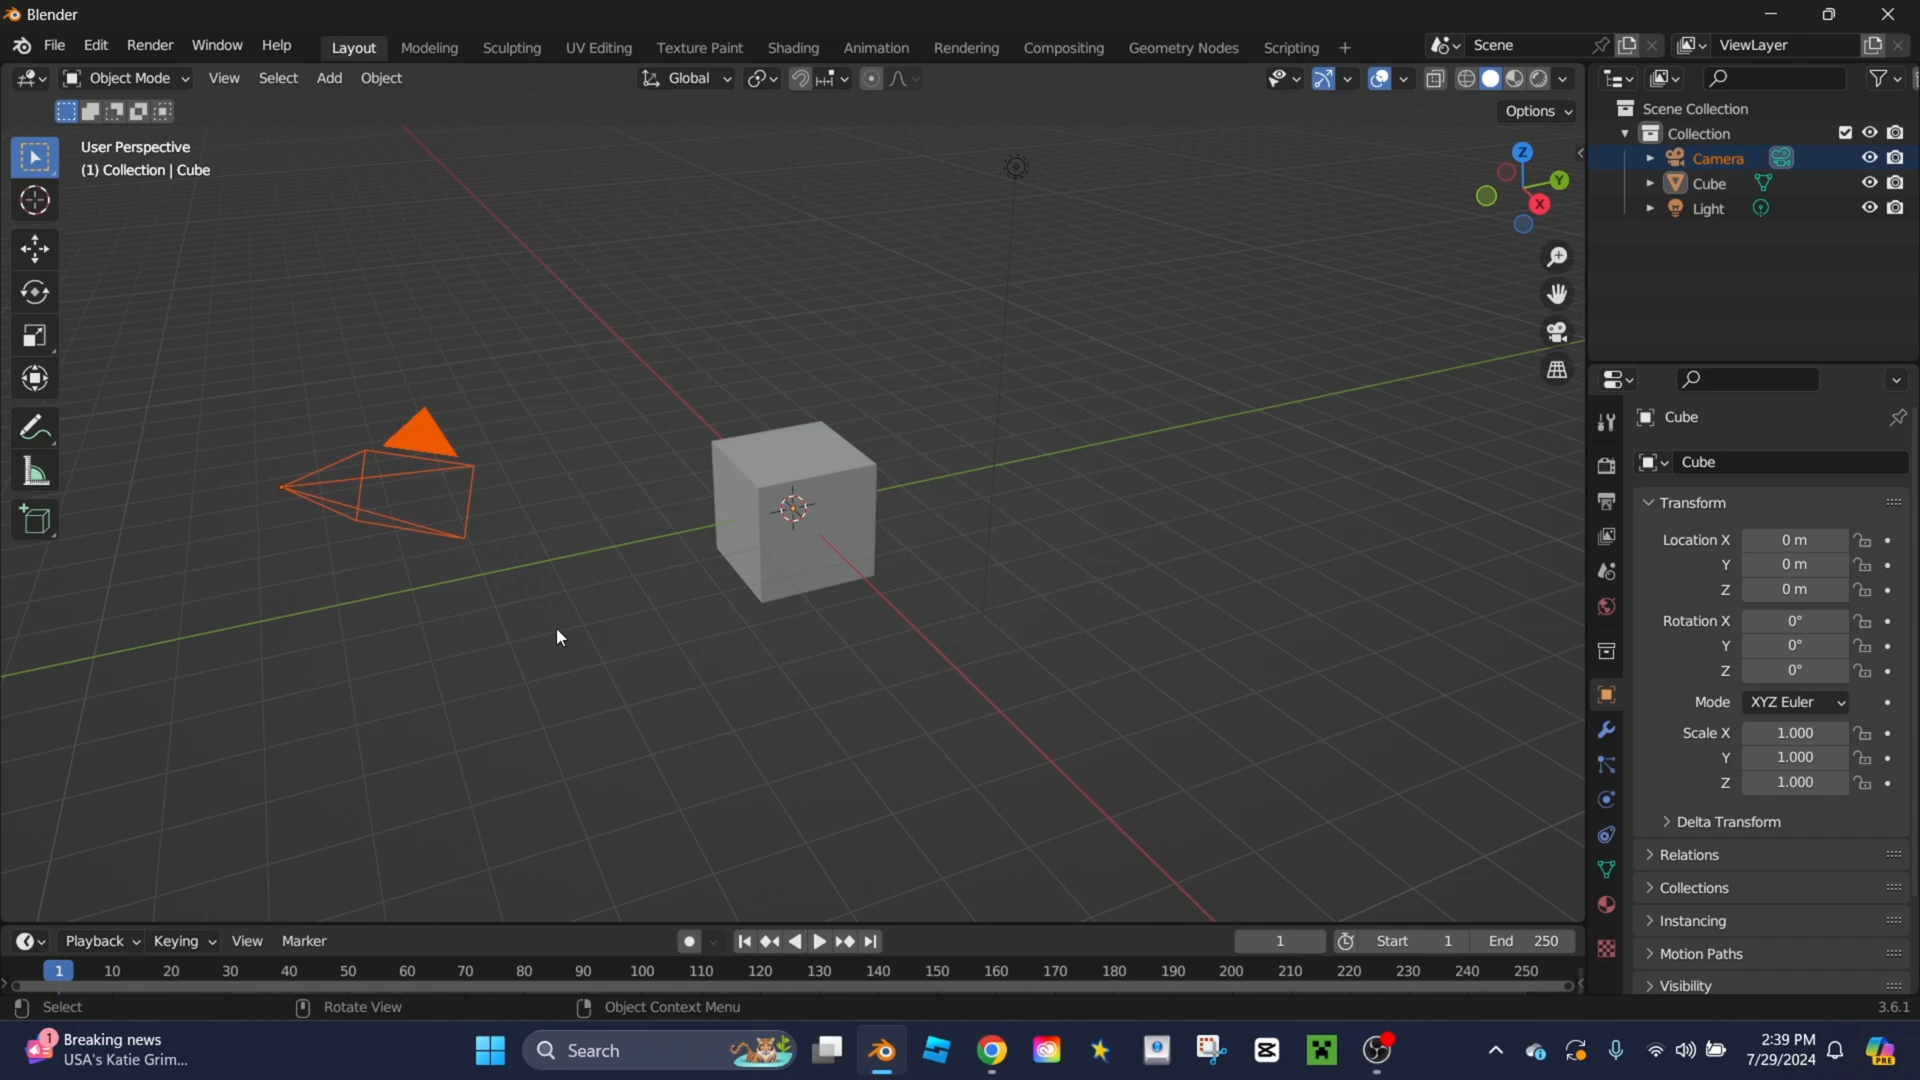 Blender
File Edit Render Window Help Layout Modeling Sculpting UV Editing Texture Paint Shading Animation Rendering Compositing Geometry Nodes Scripting + Scene ViewLayer
Object Mode View Select Add Object Global
Options
User Perspective
(1) Collection | Cube
Z
Y
X
Scene Collection
Collection
Camera
Cube
Light
Cube
Cube
Transform
Location X 0 m
Y 0 m
Z 0 m
Rotation X 0°
Y 0°
Z 0°
Mode XYZ Euler
Scale X 1.000
Y 1.000
Z 1.000
Delta Transform
Relations
Collections
Instancing
Motion Paths
Visibility
Playback Keying View Marker 1 Start 1 End 250
1 10 20 30 40 50 60 70 80 90 100 110 120 130 140 150 160 170 180 190 200 210 220 230 240 250
Select Rotate View Object Context Menu 3.6.1
1 Breaking news
USA's Katie Grim...
Search
2:39 PM
7/29/2024
PRE